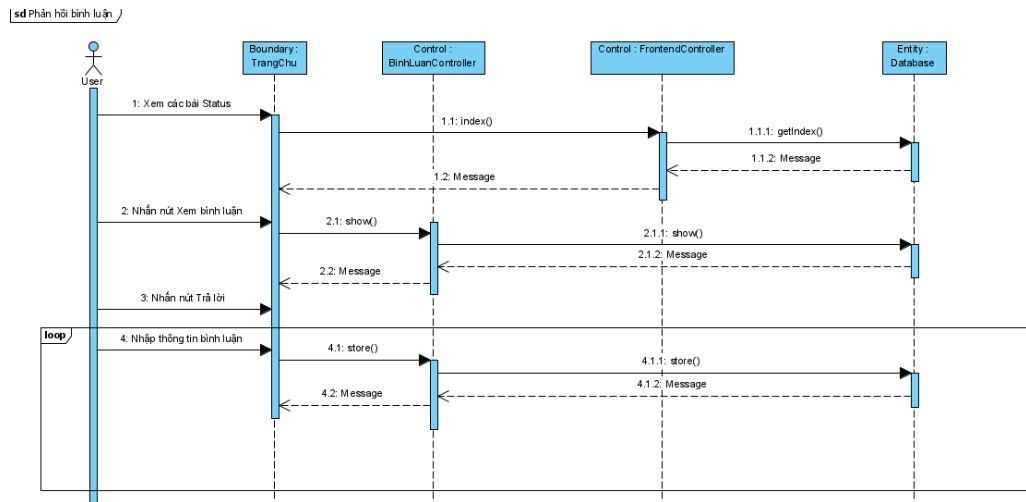 sd Phản hồi bình luận
User
Boundary :
TrangChu
Control :
BinhLuanController
Control : FrontendController
Entity :
Database
1: Xem các bải Status
1.1: index()
1.1.1: getIndex()
1.1.2: Message
1.2: Message
2: Nhấn nút Xem bình luận
2.1: show()
2.1.1: show()
2.1.2: Message
2.2: Message
3: Nhấn nút Trả lời
loop
4: Nhập thông tin bình luận
4.1: store()
4.1.1: store()
4.1.2: Message
4.2: Message